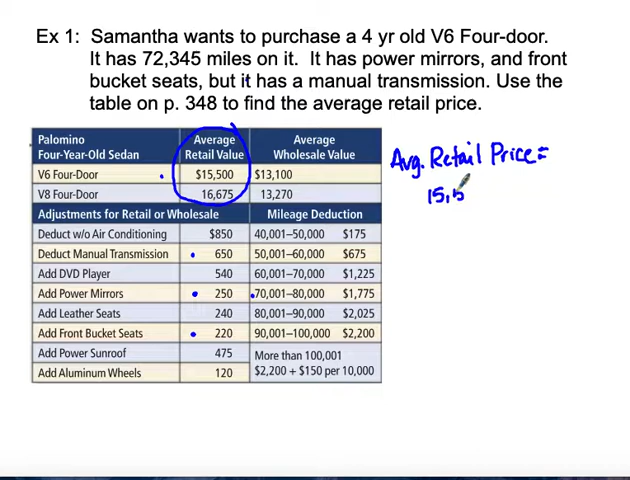 Ex 1: Samantha wants to purchase a 4 yr old V6 Four-door.
It has 72,345 miles on it. It has power mirrors, and front
bucket seats, but it has a manual transmission. Use the
table on p. 348 to find the average retail price.
Palomino Four-Year-Old Sedan Average Retail Value Average Wholesale Value
V6 Four-Door $15,500 $13,100
V8 Four-Door 16,675 13,270
Adjustments for Retail or Wholesale Mileage Deduction
Deduct w/o Air Conditioning $850 40,001–50,000 $175
Deduct Manual Transmission 650 50,001–60,000 $675
Add DVD Player 540 60,001–70,000 $1,225
Add Power Mirrors 250 70,001–80,000 $1,775
Add Leather Seats 240 80,001–90,000 $2,025
Add Front Bucket Seats 220 90,001–100,000 $2,200
Add Power Sunroof 475 More than 100,001
Add Aluminum Wheels 120 $2,200 + $150 per 10,000
Avg. Retail Price =
15,5